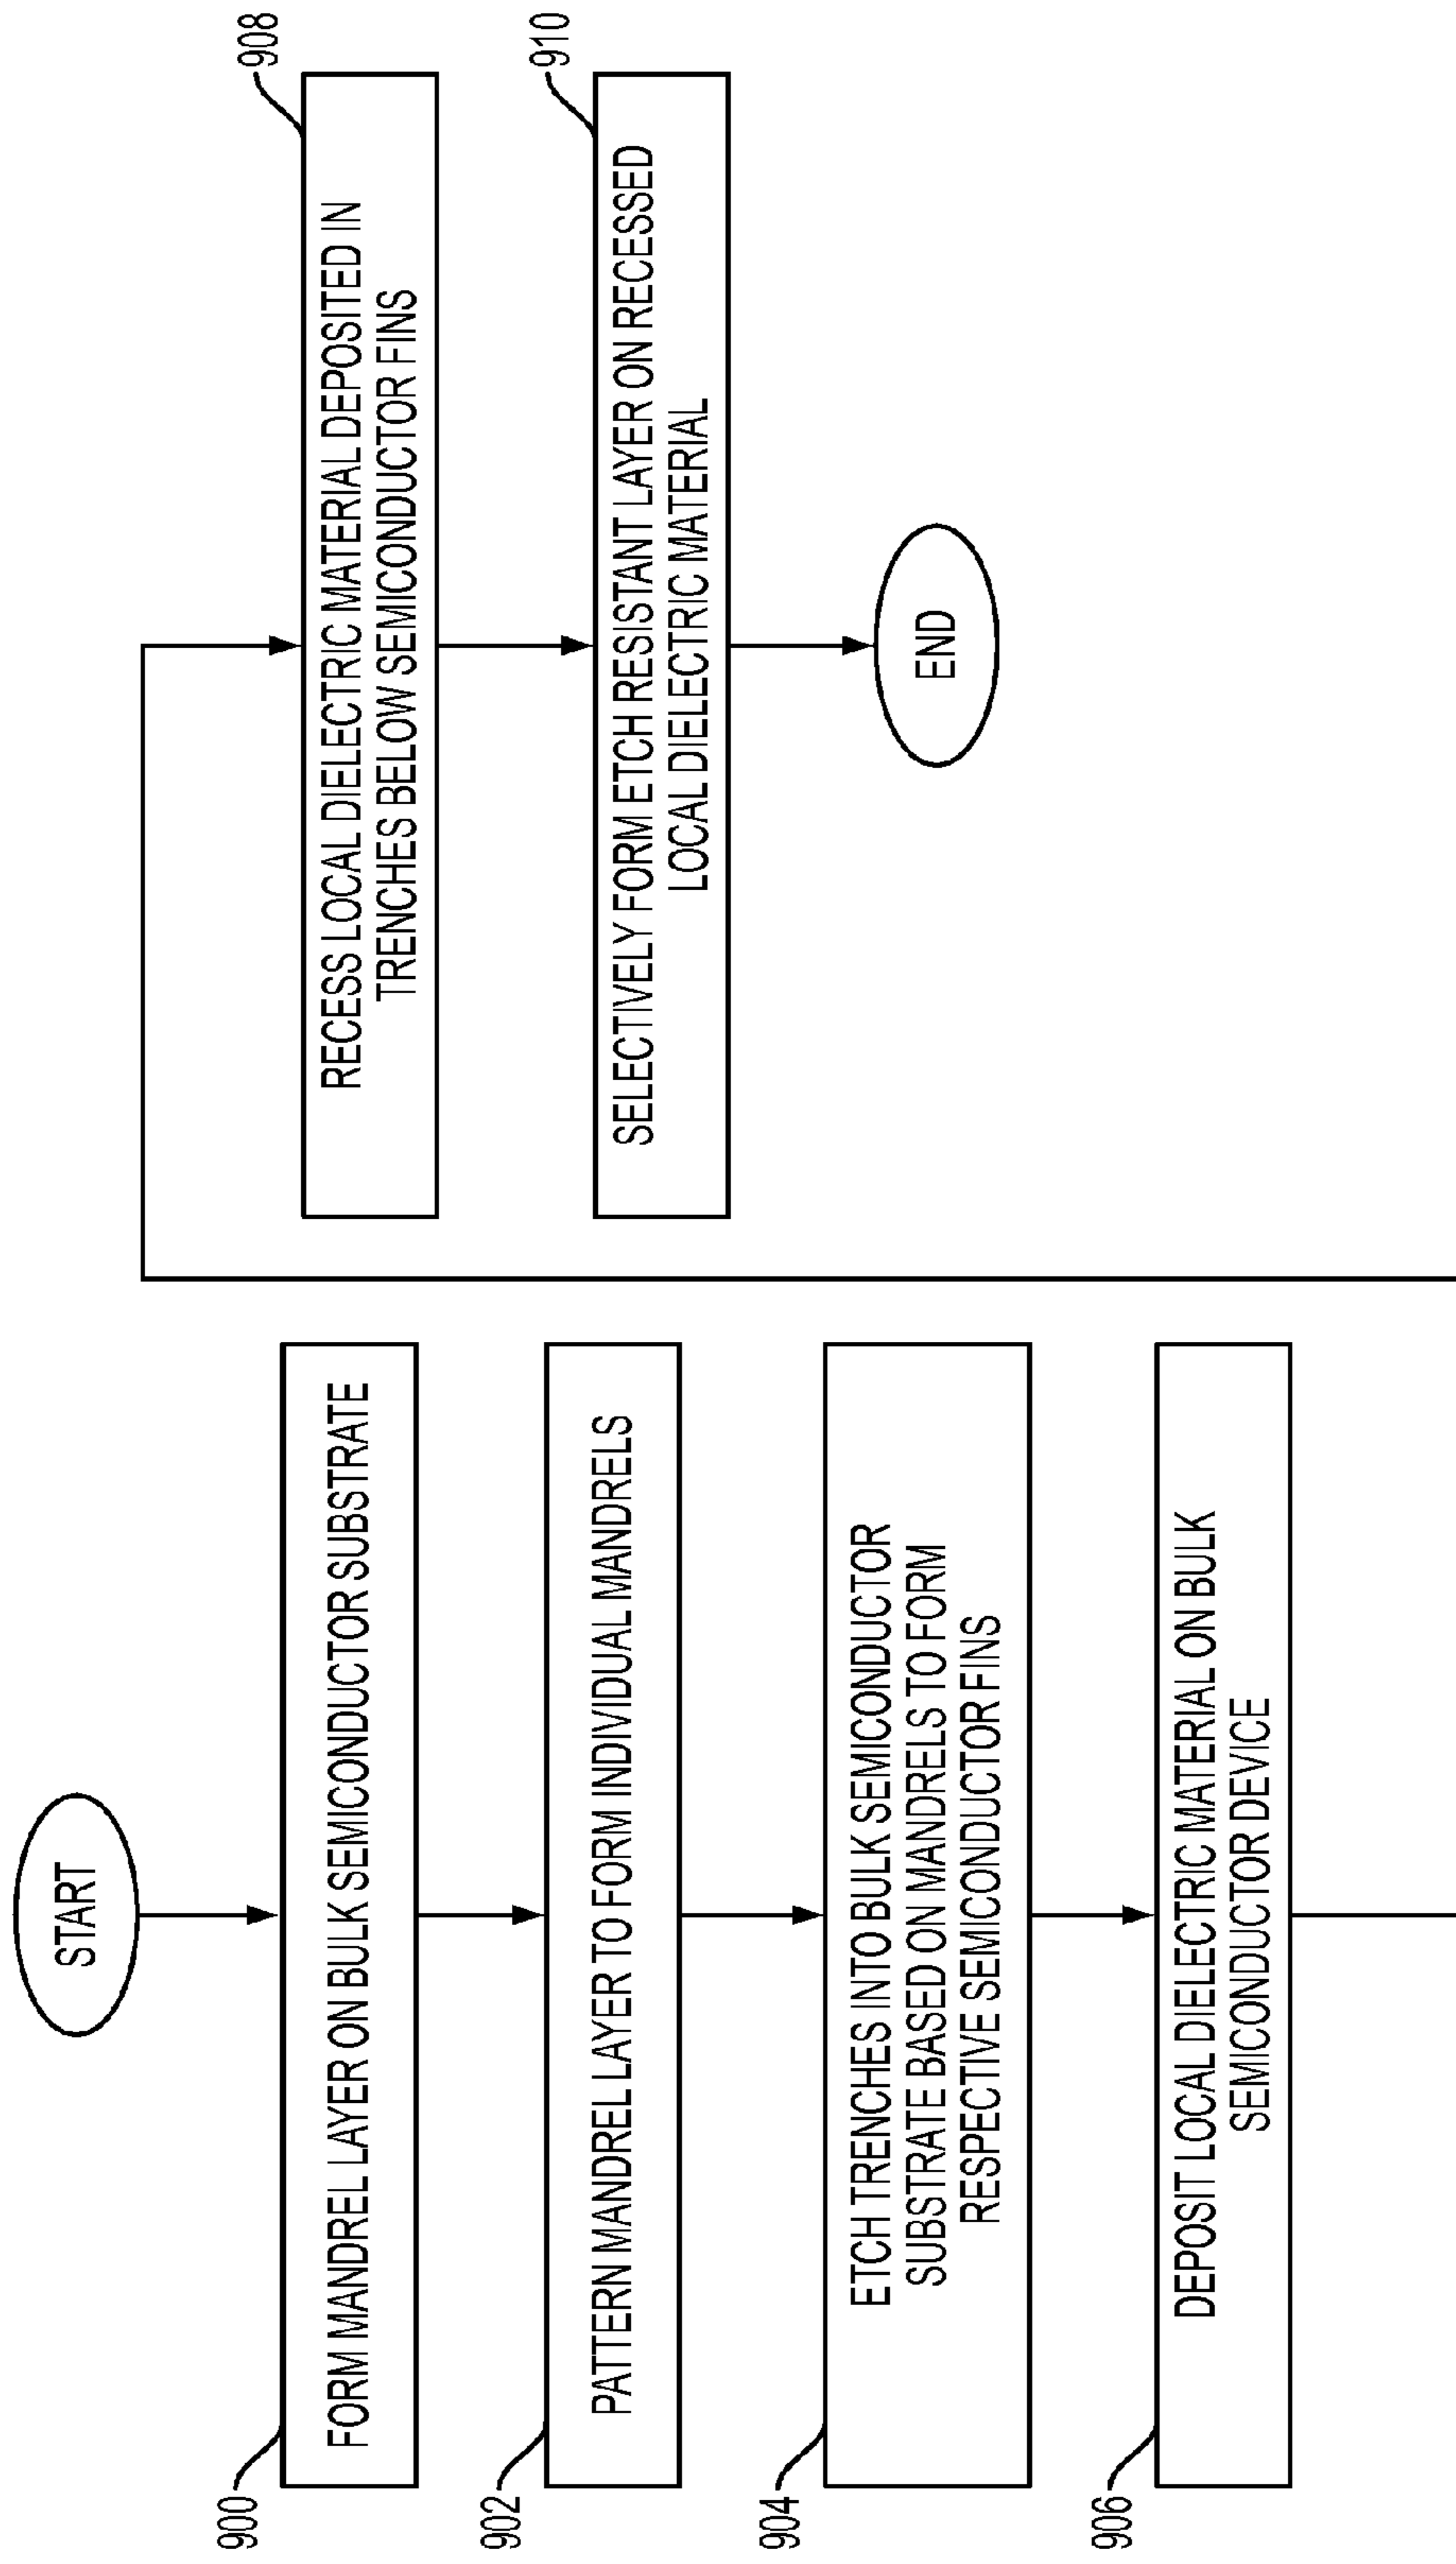 START
900
FORM MANDREL LAYER ON BULK SEMICONDUCTOR SUBSTRATE
902
PATTERN MANDREL LAYER TO FORM INDIVIDUAL MANDRELS
904
ETCH TRENCHES INTO BULK SEMICONDUCTOR
SUBSTRATE BASED ON MANDRELS TO FORM
RESPECTIVE SEMICONDUCTOR FINS
906
DEPOSIT LOCAL DIELECTRIC MATERIAL ON BULK
SEMICONDUCTOR DEVICE
908
RECESS LOCAL DIELECTRIC MATERIAL DEPOSITED IN
TRENCHES BELOW SEMICONDUCTOR FINS
910
SELECTIVELY FORM ETCH RESISTANT LAYER ON RECESSED
LOCAL DIELECTRIC MATERIAL
END